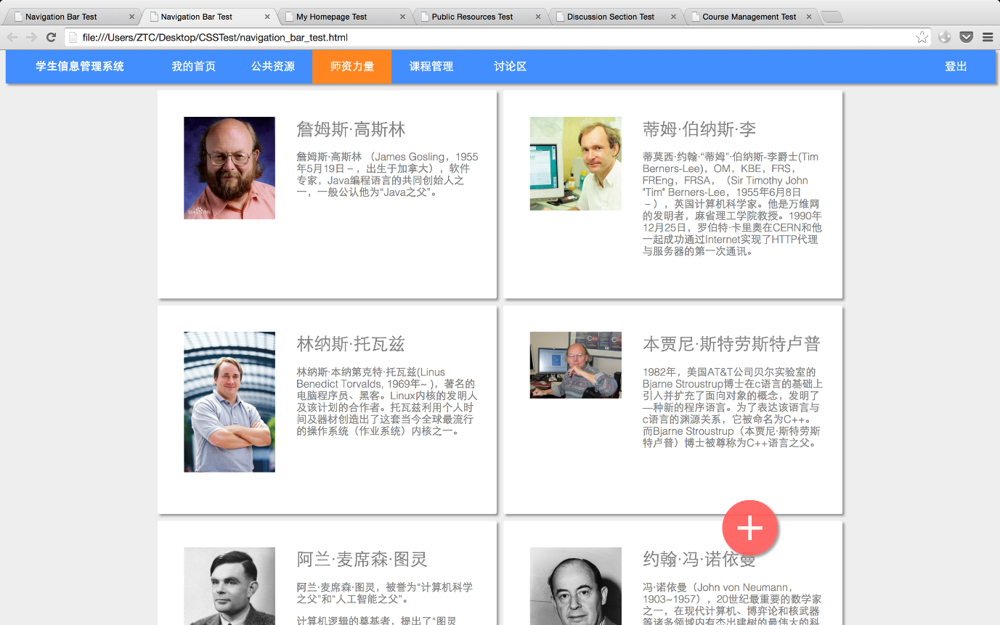 Navigation Bar Test
Navigation Bar Test
My Homepage Test
Public Resources Test
Discussion Section Test
Course Management Test
file:///Users/ZTC/Desktop/CSSTest/navigation_bar_test.html
学生信息管理系统
我的首页
公共资源
师资力量
课程管理
讨论区
登出
詹姆斯·高斯林
詹姆斯·高斯林 （James Gosling，1955
年5月19日－，出生于加拿大），软件
专家，Java编程语言的共同创始人之
一，一般公认他为“Java之父”。
蒂姆·伯纳斯·李
蒂莫西·约翰·“蒂姆”·伯纳斯-李爵士(Tim
Berners-Lee)，OM，KBE，FRS，
FREng，FRSA，（Sir Timothy John
"Tim" Berners-Lee，1955年6月8日
－），英国计算机科学家。他是万维网
的发明者，麻省理工学院教授。1990年
12月25日，罗伯特·卡里奥在CERN和他
一起成功通过Internet实现了HTTP代理
与服务器的第一次通讯。
林纳斯·托瓦兹
林纳斯·本纳第克特·托瓦兹(Linus
Benedict Torvalds, 1969年~ )，著名的
电脑程序员、黑客。Linux内核的发明人
及该计划的合作者。托瓦兹利用个人时
间及器材创造出了这套当今全球最流行
的操作系统（作业系统）内核之一。
本贾尼·斯特劳斯特卢普
1982年，美国AT&T公司贝尔实验室的
Bjarne Stroustrup博士在c语言的基础上
引入并扩充了面向对象的概念，发明了
—种新的程序语言。为了表达该语言与
c语言的渊源关系，它被命名为C++。
而Bjarne Stroustrup（本贾尼·斯特劳斯
特卢普）博士被尊称为C++语言之父。
阿兰·麦席森·图灵
阿兰·麦席森·图灵，被誉为“计算机科学
之父”和“人工智能之父”。
计算机逻辑的奠基者，提出了“图灵
约翰·冯·诺依曼
冯·诺依曼（John von Neumann，
1903~1957），20世纪最重要的数学家
之一，在现代计算机、博弈论和核武器
等诸多领域内有杰出建树的最伟大的科